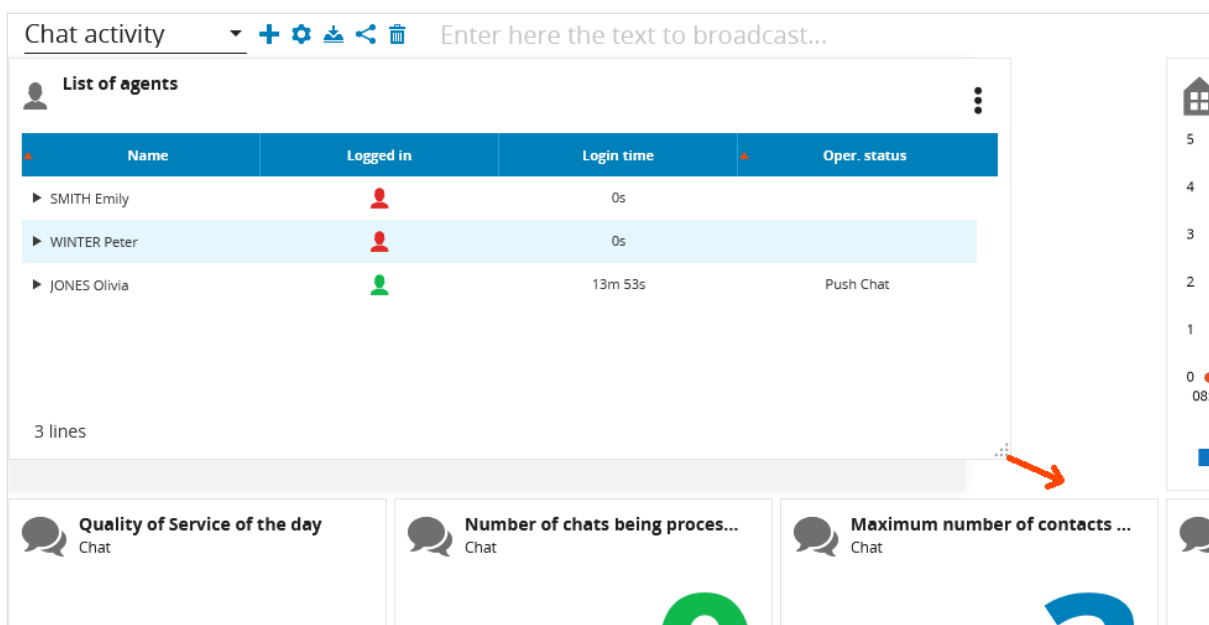 Chat activity Enter here the text to broadcast...
List of agents
Name Logged in Login time Oper. status
SMITH Emily 0s
WINTER Peter 0s
JONES Olivia 13m 53s Push Chat
3 lines
5
4
3
2
1
0
08:
Quality of Service of the day
Chat
Number of chats being proces...
Chat
Maximum number of contacts ...
Chat